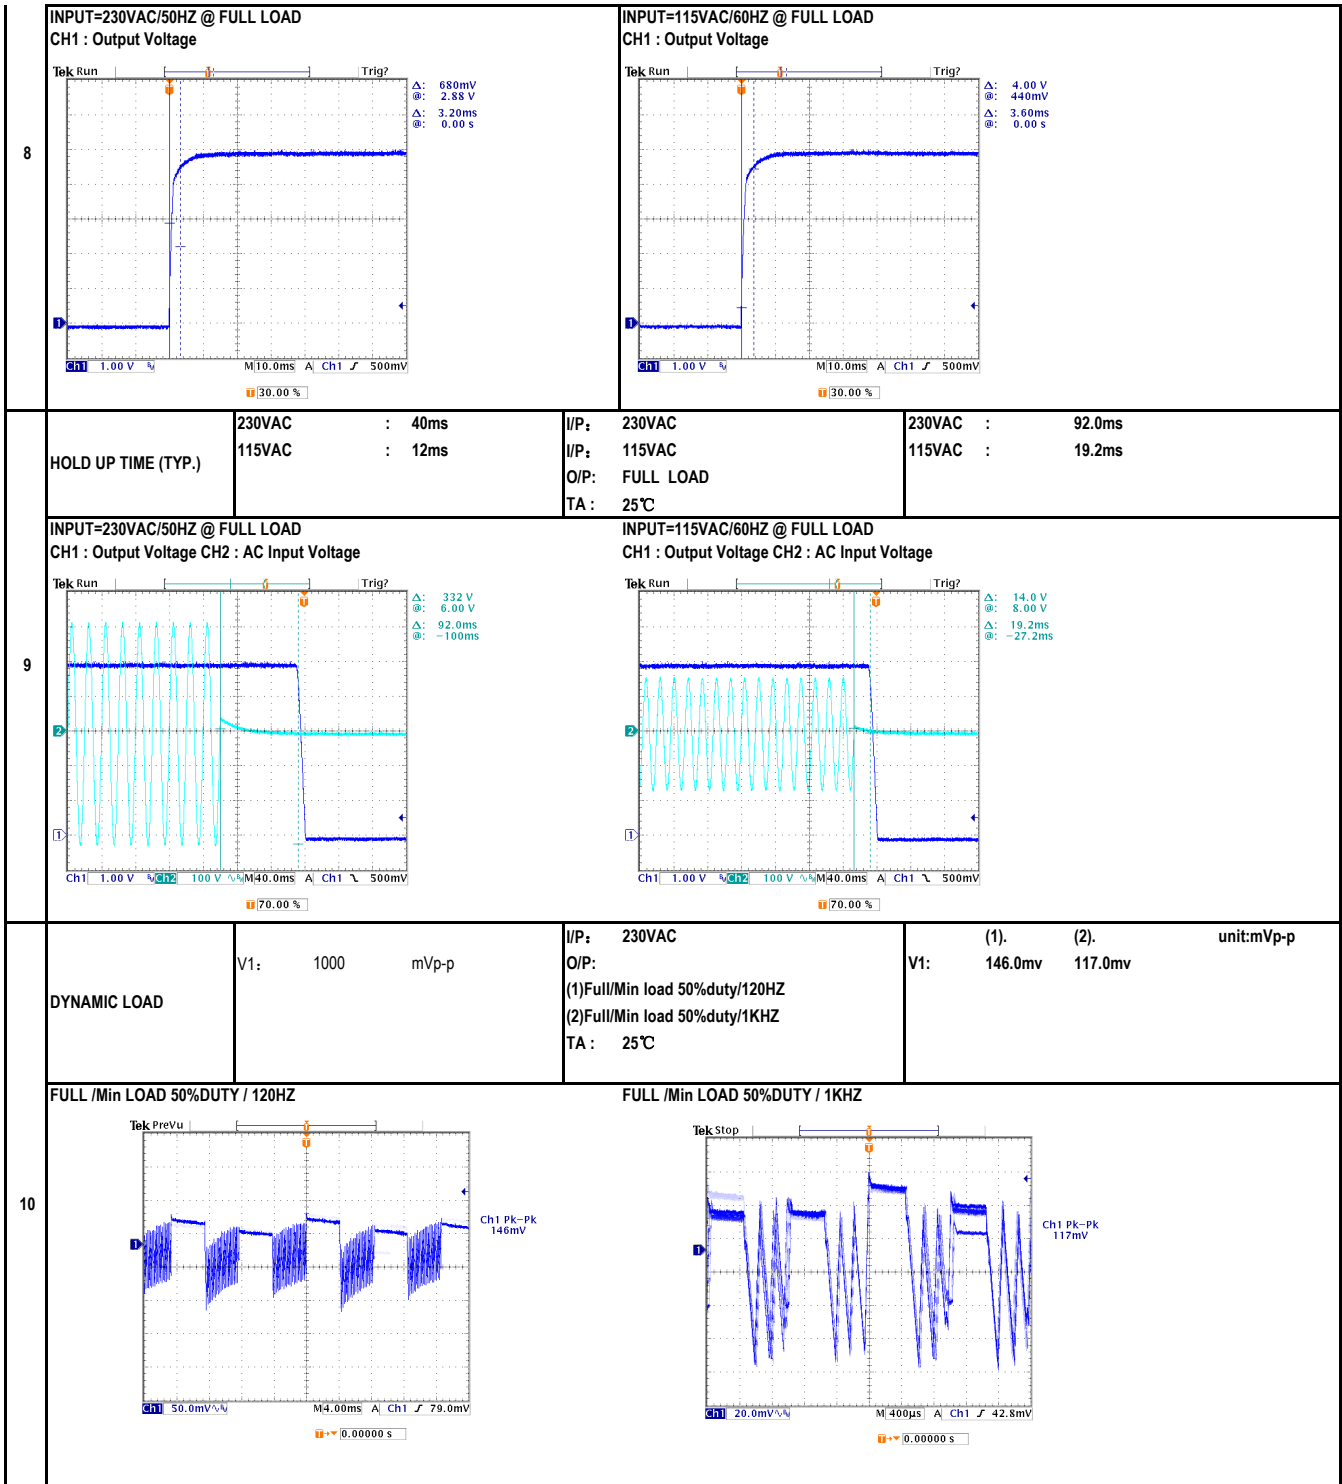 8
INPUT=230VAC/50HZ @ FULL LOAD
CH1 : Output Voltage
Tek Run
Trig?
Δ: 680mV
@: 2.88 V
Δ: 3.20ms
@: 0.00 s
1
Ch1 1.00 V
M 10.0ms A Ch1 ƒ 500mV
T 30.00 %
INPUT=115VAC/60HZ @ FULL LOAD
CH1 : Output Voltage
Tek Run
Trig?
Δ: 4.00 V
@: 440mV
Δ: 3.60ms
@: 0.00 s
1
Ch1 1.00 V
M 10.0ms A Ch1 ƒ 500mV
T 30.00 %
9
HOLD UP TIME (TYP.)
230VAC : 40ms
115VAC : 12ms
I/P: 230VAC
I/P: 115VAC
O/P: FULL LOAD
TA : 25℃
230VAC : 92.0ms
115VAC : 19.2ms
INPUT=230VAC/50HZ @ FULL LOAD
CH1 : Output Voltage CH2 : AC Input Voltage
Tek Run
Trig?
Δ: 332 V
@: 6.00 V
Δ: 92.0ms
@: −100ms
2
1
Ch1 1.00 V Ch2 100 V M 40.0ms A Ch1 500mV
T 70.00 %
INPUT=115VAC/60HZ @ FULL LOAD
CH1 : Output Voltage CH2 : AC Input Voltage
Tek Run
Trig?
Δ: 14.0 V
@: 8.00 V
Δ: 19.2ms
@: −27.2ms
2
1
Ch1 1.00 V Ch2 100 V M 40.0ms A Ch1 500mV
T 70.00 %
10
DYNAMIC LOAD
V1: 1000 mVp-p
I/P: 230VAC
O/P:
(1)Full/Min load 50%duty/120HZ
(2)Full/Min load 50%duty/1KHZ
TA : 25℃
(1). (2). unit:mVp-p
V1: 146.0mv 117.0mv
FULL /Min LOAD 50%DUTY / 120HZ
Tek PreVu
Ch1 Pk−Pk
146mV
1
Ch1 50.0mV
M 4.00ms A Ch1 ƒ 79.0mV
T 0.00000 s
FULL /Min LOAD 50%DUTY / 1KHZ
Tek Stop
Ch1 Pk−Pk
117mV
1
Ch1 20.0mV
M 400µs A Ch1 ƒ 42.8mV
T 0.00000 s